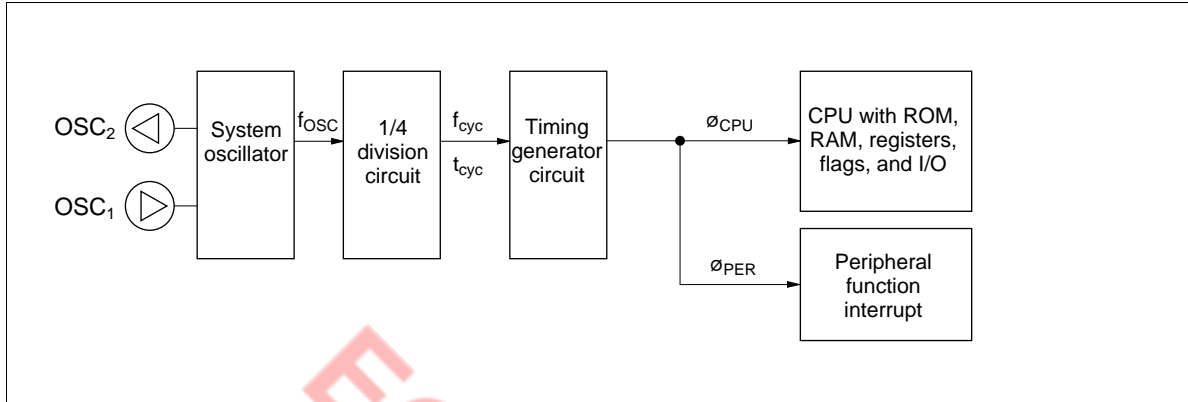 OSC₂
OSC₁
System
oscillator
fOSC
1/4
division
circuit
fcyc
tcyc
Timing
generator
circuit
øCPU
CPU with ROM,
RAM, registers,
flags, and I/O
øPER
Peripheral
function
interrupt